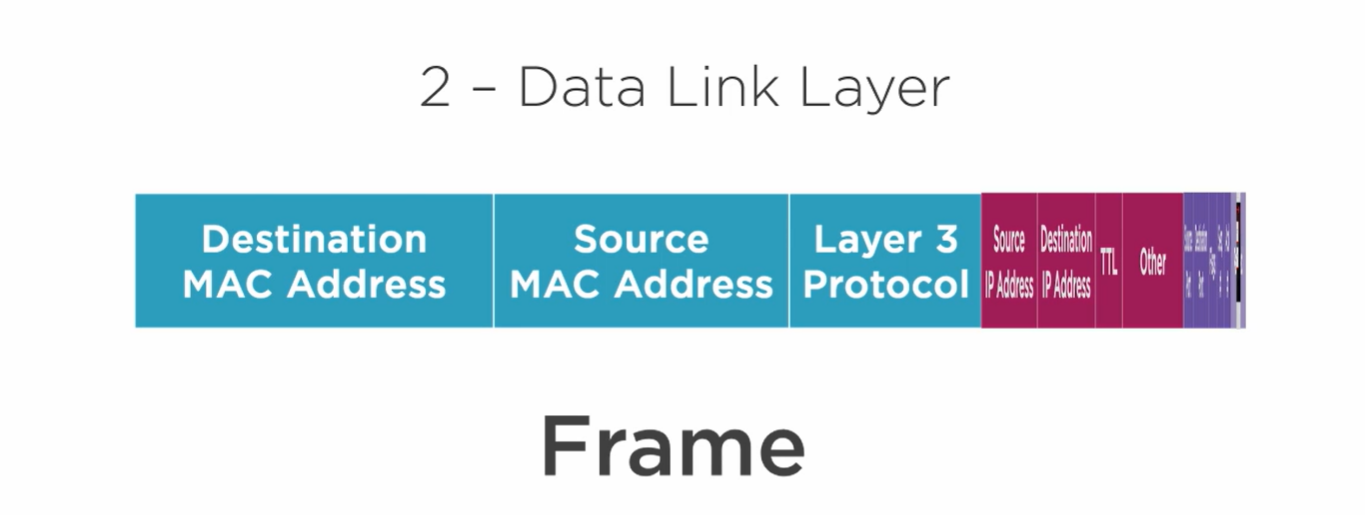 2 – Data Link Layer
Destination
MAC Address
Source
MAC Address
Layer 3
Protocol
Source
IP Address
Destination
IP Address
TTL
Other
Frame